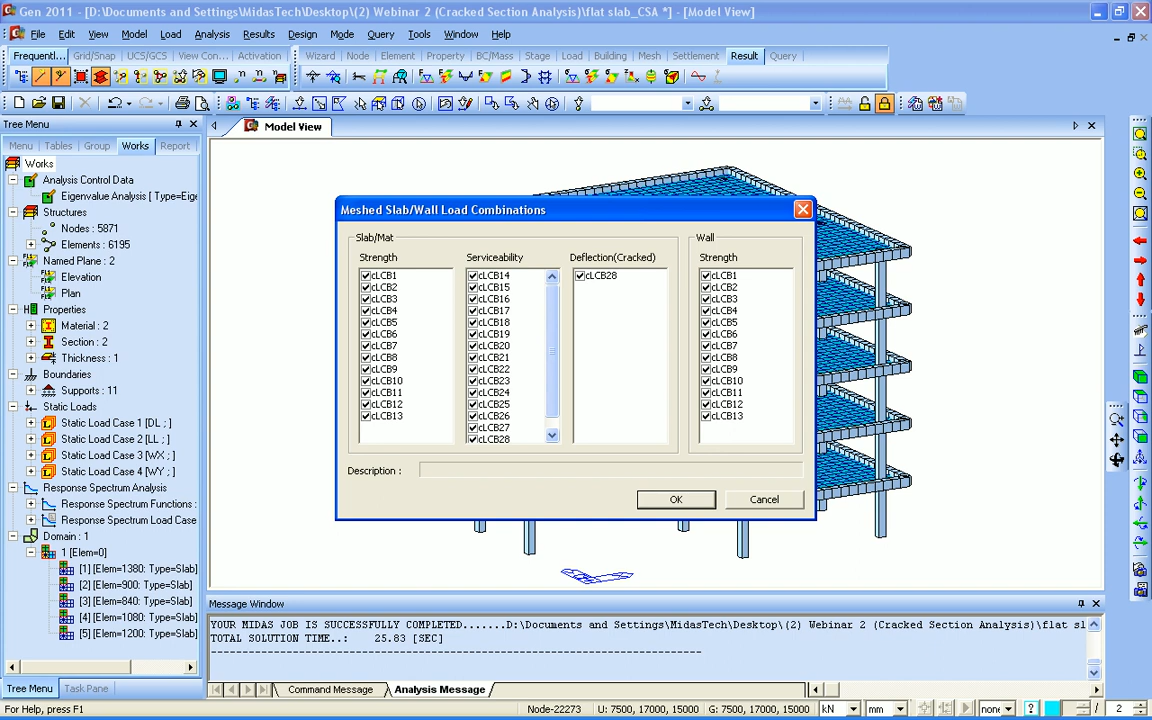 Gen 2011 - [D:\Documents and Settings\MidasTech\Desktop\(2) Webinar 2 (Cracked Section Analysis)\flat slab_CSA *] - [Model View]
File Edit View Model Load Analysis Results Design Mode Query Tools Window Help
Frequentl... Grid/Snap UCS/GCS View Con... Activation Wizard Node Element Property BC/Mass Stage Load Building Mesh Settlement Result Query
Tree Menu
Model View
Menu Tables Group Works Report
Works
Analysis Control Data
Eigenvalue Analysis [ Type=Eige
Structures
Nodes : 5871
Elements : 6195
Named Plane : 2
Elevation
Plan
Properties
Material : 2
Section : 2
Thickness : 1
Boundaries
Supports : 11
Static Loads
Static Load Case 1 [DL ; ]
Static Load Case 2 [LL ; ]
Static Load Case 3 [WX ; ]
Static Load Case 4 [WY ; ]
Response Spectrum Analysis
Response Spectrum Functions :
Response Spectrum Load Case
Domain : 1
1 [Elem=0]
[1] [Elem=1380: Type=Slab]
[2] [Elem=900: Type=Slab]
[3] [Elem=840: Type=Slab]
[4] [Elem=1080: Type=Slab]
[5] [Elem=1200: Type=Slab]
Tree Menu Task Pane
Meshed Slab/Wall Load Combinations
Slab/Mat
Strength
cLCB1
cLCB2
cLCB3
cLCB4
cLCB5
cLCB6
cLCB7
cLCB8
cLCB9
cLCB10
cLCB11
cLCB12
cLCB13
Serviceability
cLCB14
cLCB15
cLCB16
cLCB17
cLCB18
cLCB19
cLCB20
cLCB21
cLCB22
cLCB23
cLCB24
cLCB25
cLCB26
cLCB27
cLCB28
Deflection(Cracked)
cLCB28
Wall
Strength
cLCB1
cLCB2
cLCB3
cLCB4
cLCB5
cLCB6
cLCB7
cLCB8
cLCB9
cLCB10
cLCB11
cLCB12
cLCB13
Description :
OK Cancel
Message Window
YOUR MIDAS JOB IS SUCCESSFULLY COMPLETED.......D:\Documents and Settings\MidasTech\Desktop\(2) Webinar 2 (Cracked Section Analysis)\flat sl
TOTAL SOLUTION TIME..: 25.83 [SEC]
Command Message Analysis Message
For Help, press F1 Node-22273 U: 7500, 17000, 15000 G: 7500, 17000, 15000 kN mm none ? / 2